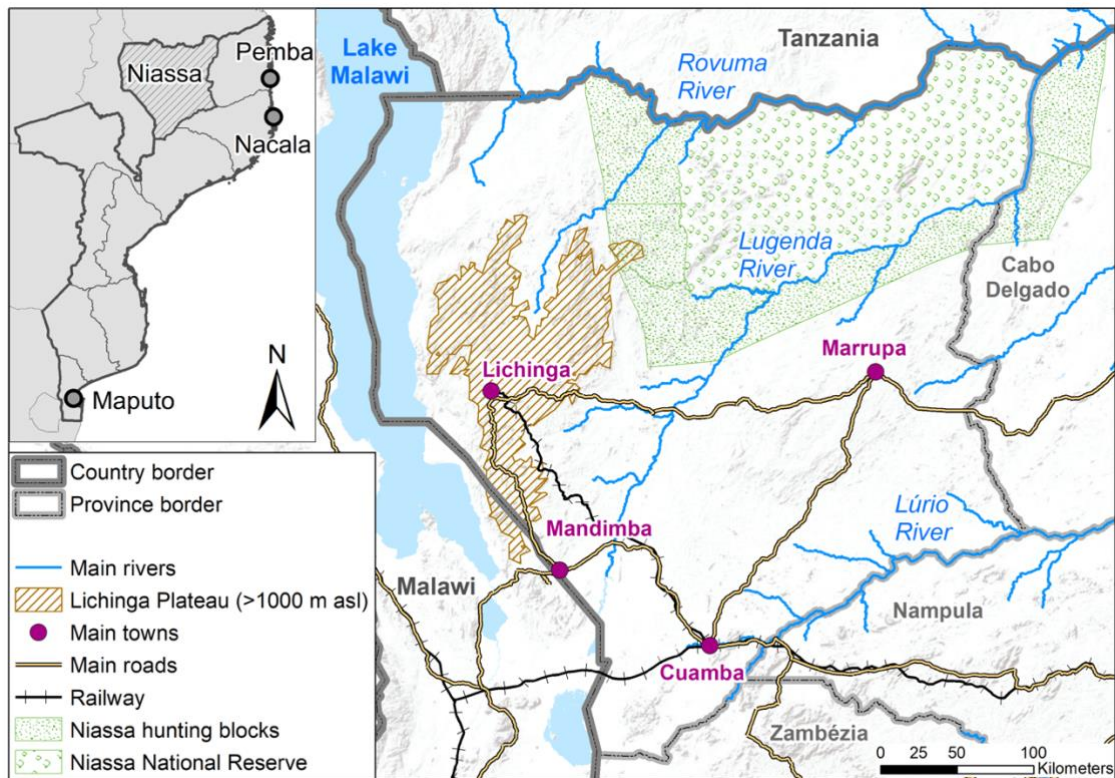 Niassa
Pemba
Nacala
Maputo
N
Lake
Malawi
Tanzania
Rovuma
River
Lugenda
River
Cabo
Delgado
Marrupa
Lichinga
Mandimba
Lúrio
River
Malawi
Nampula
Cuamba
Zambézia
Country border
Province border
Main rivers
Lichinga Plateau (>1000 m asl)
Main towns
Main roads
Railway
Niassa hunting blocks
Niassa National Reserve
0 25 50 100
Kilometers